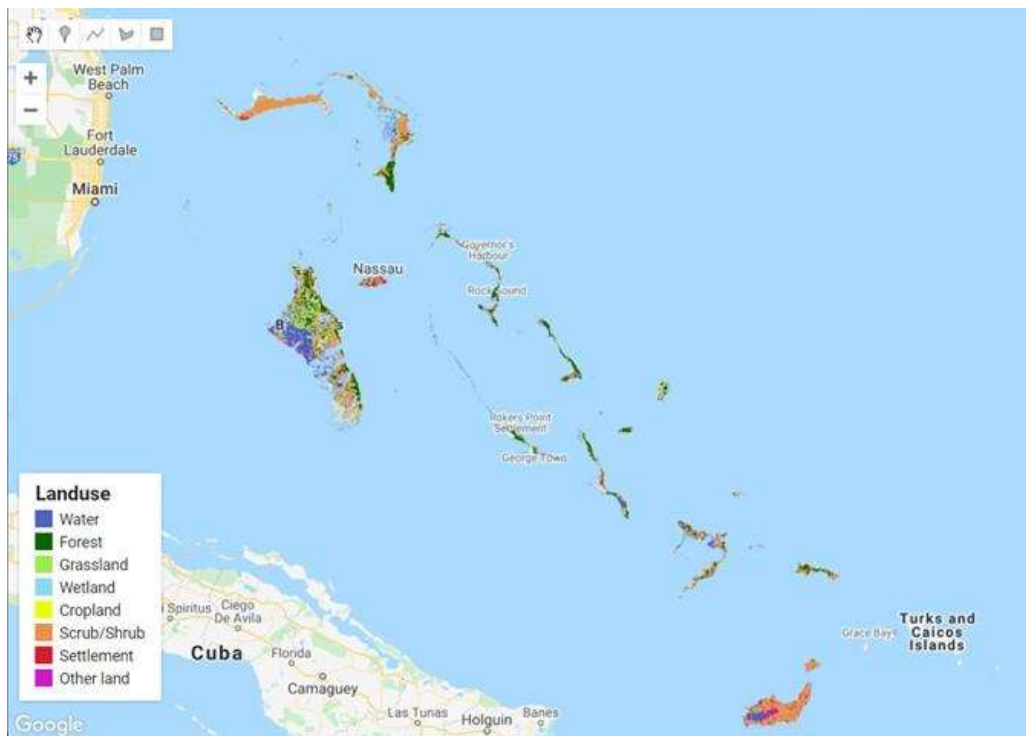 West Palm
Beach
Fort
Lauderdale
Miami
Nassau
Governor's
Harbour
Rock Sound
B s
Rokers Point
Settlement
George Town
Landuse
Water
Forest
Grassland
Wetland
Cropland
Scrub/Shrub
Settlement
Other land
i Spiritus
Ciego
De Avila
Cuba
Florida
Camaguey
Las Tunas
Holguin
Banes
Grace Bay
Turks and
Caicos
Islands
Google